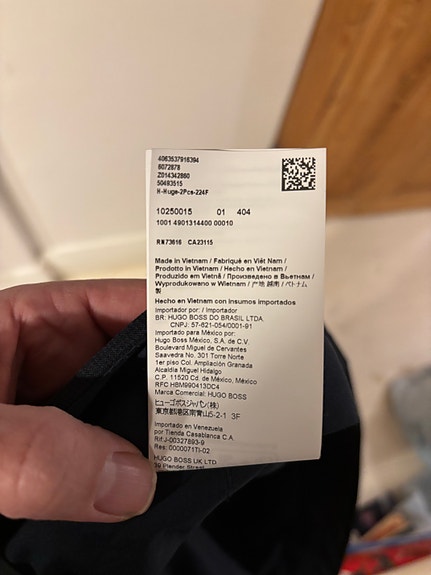 4063537916394
6072878
Z014342860
50493515
H-Huge-2Pcs-224F
10250015 01 404
1001 4901314400 00010
RN73616 CA23115
Made in Vietnam / Fabriqué en Viêt Nam /
Prodotto in Vietnam / Hecho en Vietnam /
Produzido em Vietnã / Произведено в Вьетнам /
Wyprodukowano w Wietnam / 产地 越南 / ベトナム
製
Hecho en Vietnam con insumos importados
Importador por: / Importador
BR: HUGO BOSS DO BRASIL LTDA.
CNPJ: 57-621-054/0001-91
Importado para México por:
Hugo Boss México, S.A. de C.V.
Boulevard Miguel de Cervantes
Saavedra No. 301 Torre Norte
1er piso Col. Ampliación Granada
Alcaldía Miguel Hidalgo
C.P. 11520 Cd. de México, México
RFC HBM990413DC4
Marca Comercial: HUGO BOSS
ヒューゴボスジャパン(株)
東京都港区南青山5-2-1 3F
Importado en Venezuela
por Tienda Casablanca C.A.
Rif J-00327893-9
Res: 0000071TI-02
HUGO BOSS UK LTD
39 Plender Street